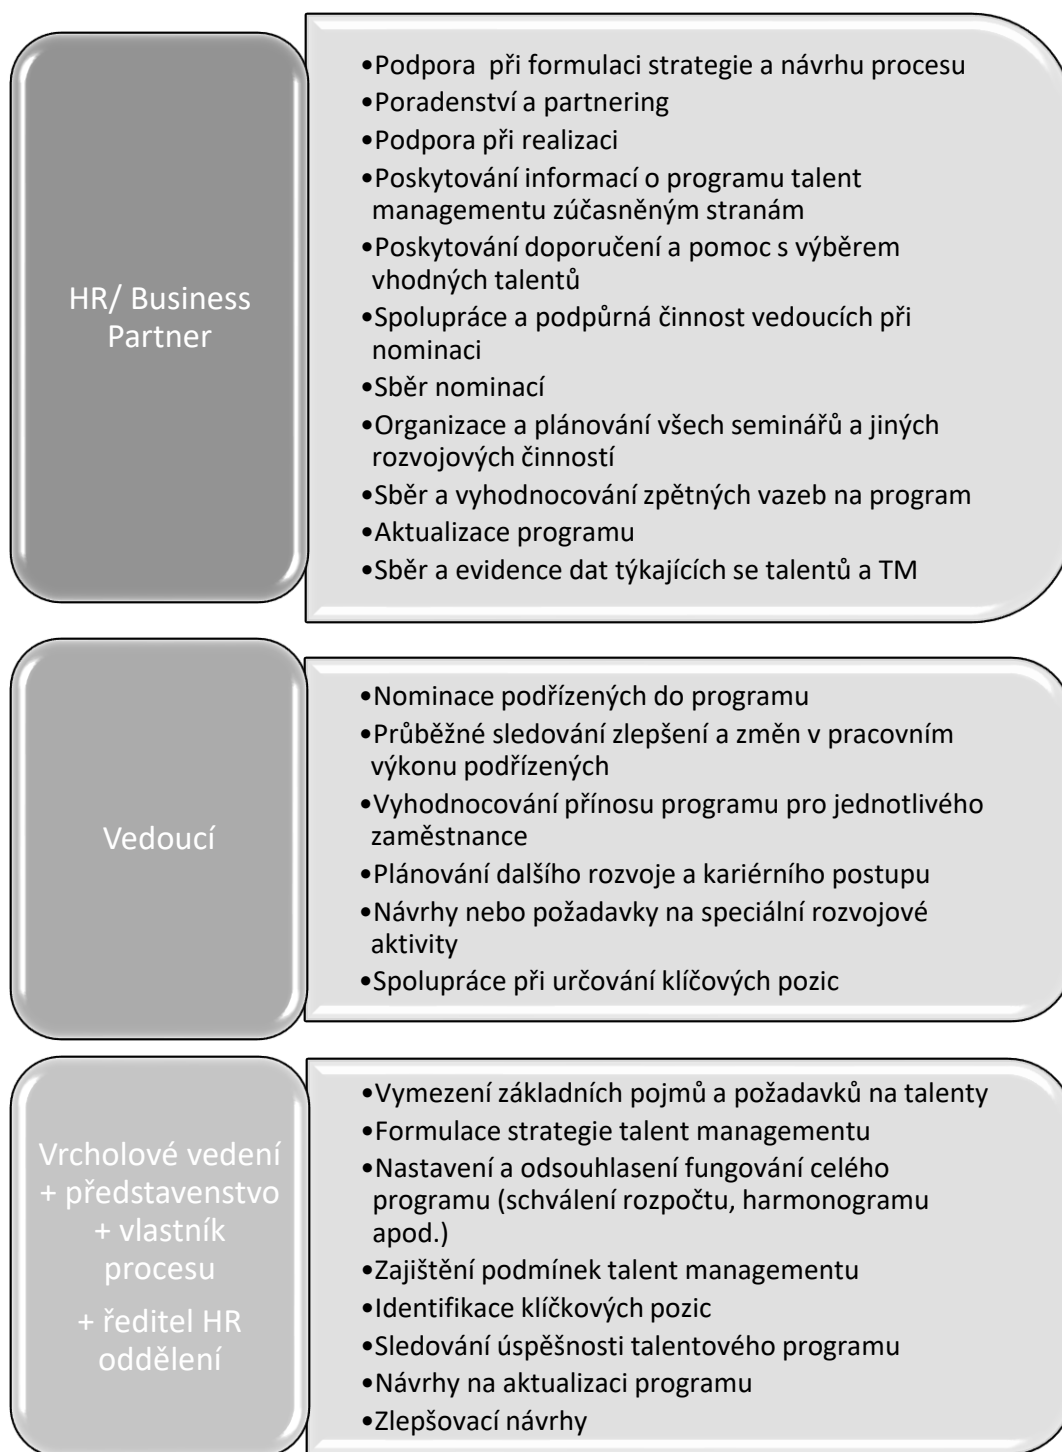 HR/ Business
Partner
•Podpora  při formulaci strategie a návrhu procesu
•Poradenství a partnering
•Podpora při realizaci
•Poskytování informací o programu talent
managementu zúčasněným stranám
•Poskytování doporučení a pomoc s výběrem
vhodných talentů
•Spolupráce a podpůrná činnost vedoucích při
nominaci
•Sběr nominací
•Organizace a plánování všech seminářů a jiných
rozvojových činností
•Sběr a vyhodnocování zpětných vazeb na program
•Aktualizace programu
•Sběr a evidence dat týkajících se talentů a TM
Vedoucí
•Nominace podřízených do programu
•Průběžné sledování zlepšení a změn v pracovním
výkonu podřízených
•Vyhodnocování přínosu programu pro jednotlivého
zaměstnance
•Plánování dalšího rozvoje a kariérního postupu
•Návrhy nebo požadavky na speciální rozvojové
aktivity
•Spolupráce při určování klíčových pozic
Vrcholové vedení
+ představenstvo
+ vlastník
procesu
+ ředitel HR
oddělení
•Vymezení základních pojmů a požadavků na talenty
•Formulace strategie talent managementu
•Nastavení a odsouhlasení fungování celého
programu (schválení rozpočtu, harmonogramu
apod.)
•Zajištění podmínek talent managementu
•Identifikace klíčkových pozic
•Sledování úspěšnosti talentového programu
•Návrhy na aktualizaci programu
•Zlepšovací návrhy